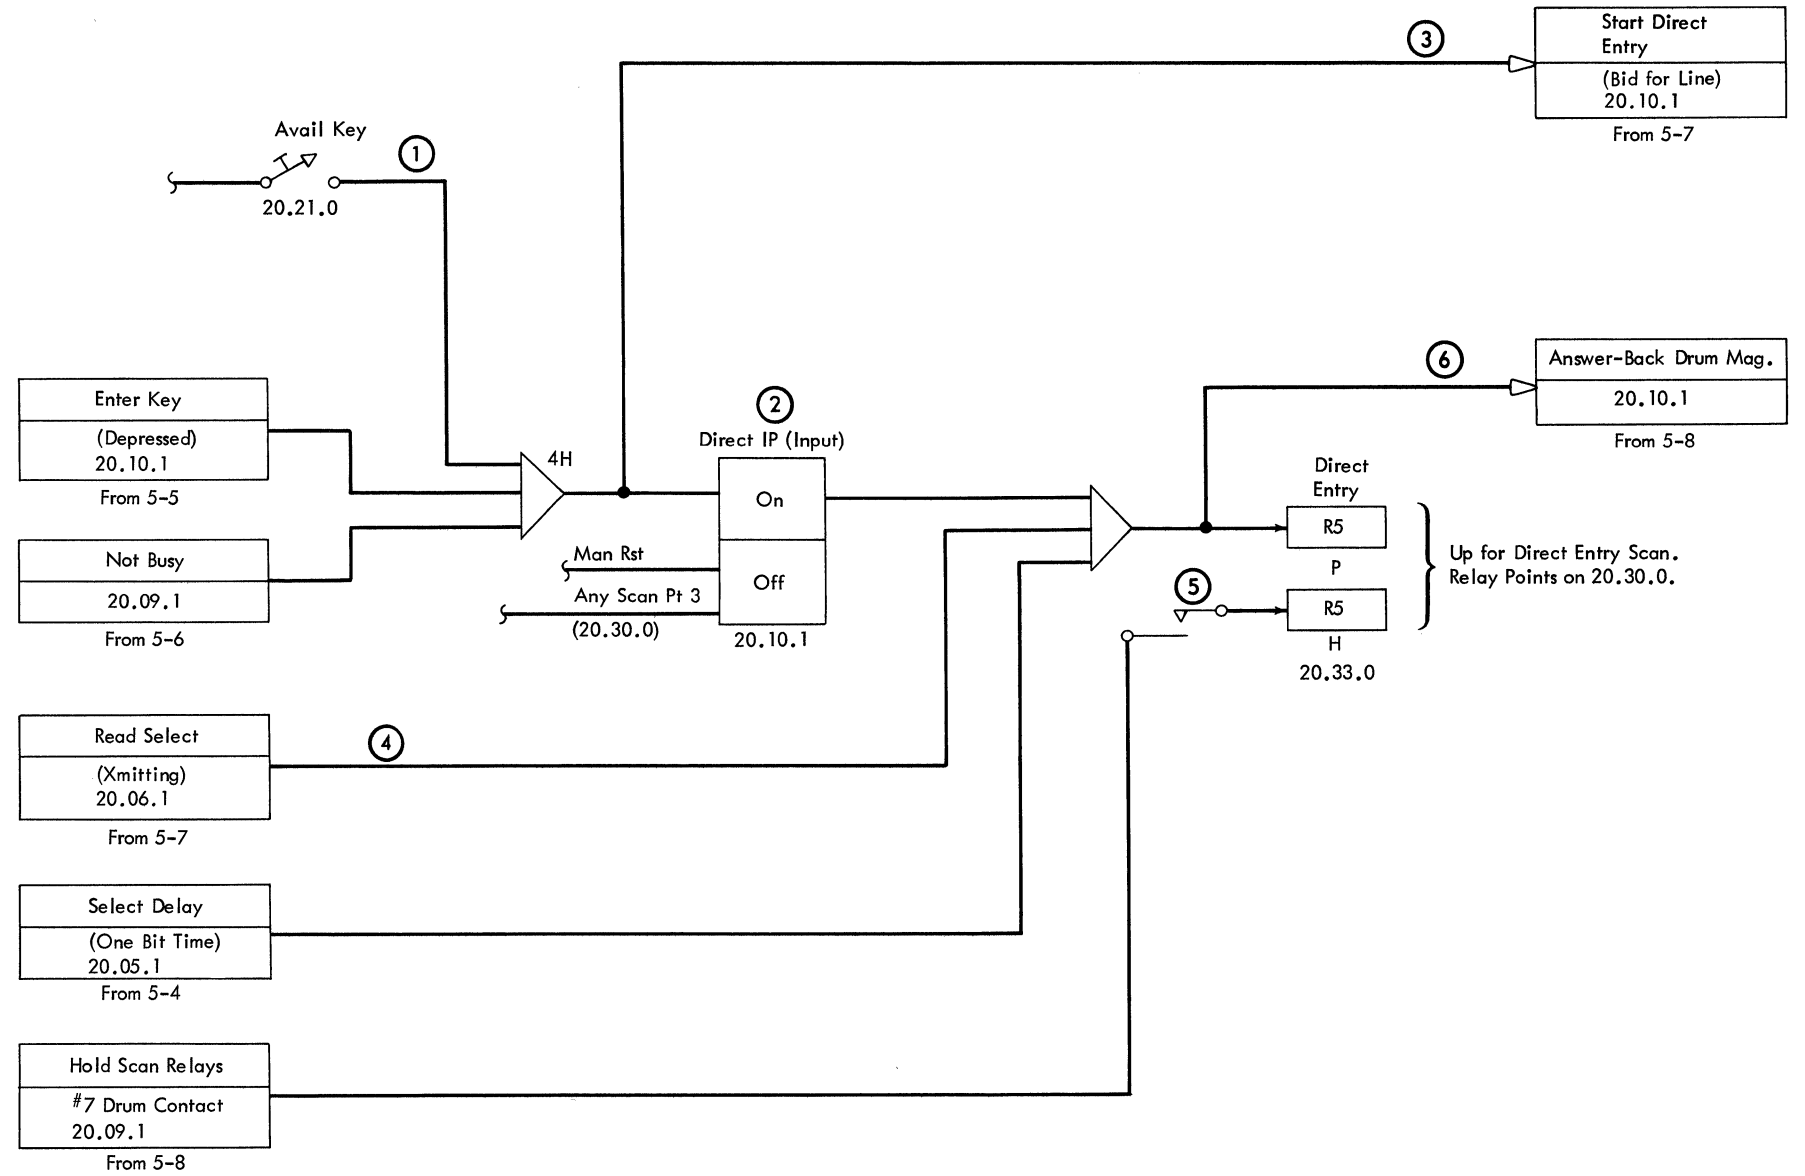 3
Start Direct
Entry
(Bid for Line)
20.10.1
From 5-7
Avail Key
1
20.21.0
6
Answer-Back Drum Mag.
20.10.1
From 5-8
Enter Key
(Depressed)
20.10.1
From 5-5
4H
2
Direct IP (Input)
On
Off
20.10.1
Man Rst
Any Scan Pt 3
(20.30.0)
Not Busy
20.09.1
From 5-6
Direct
Entry
R5
P
5
R5
H
20.33.0
Up for Direct Entry Scan.
Relay Points on 20.30.0.
Read Select
(Xmitting)
20.06.1
From 5-7
4
Select Delay
(One Bit Time)
20.05.1
From 5-4
Hold Scan Relays
#7 Drum Contact
20.09.1
From 5-8